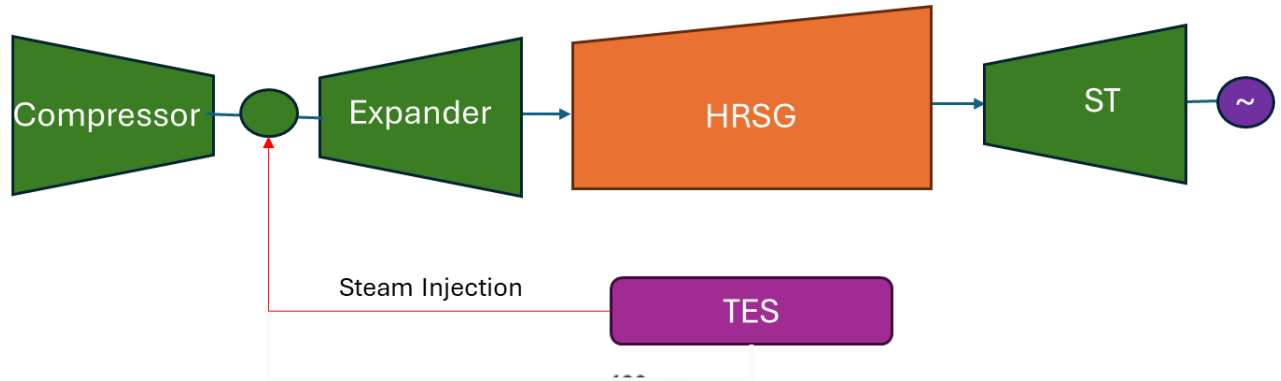 Compressor
Expander
HRSG
ST
~
Steam Injection
TES